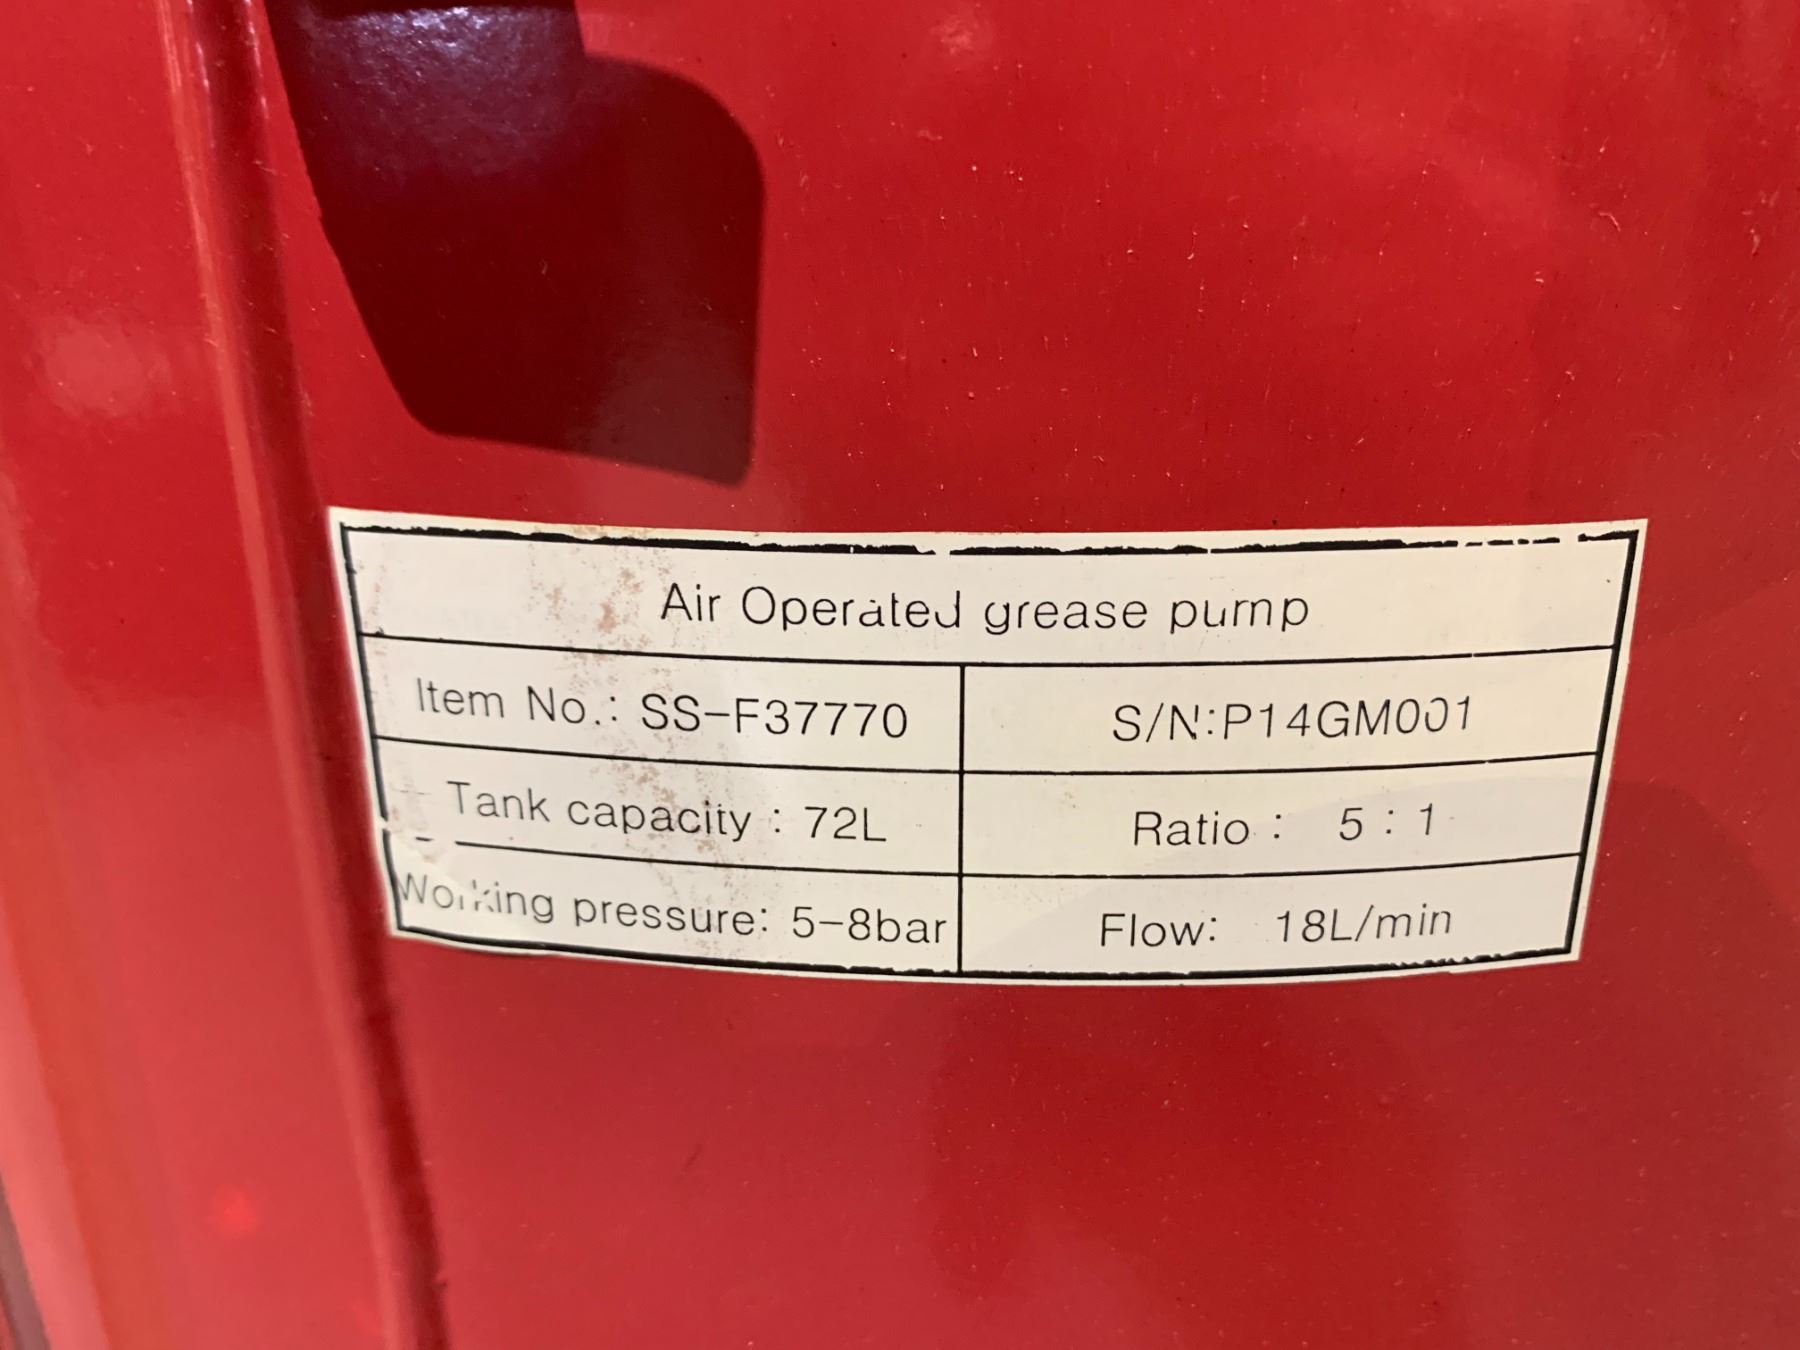 Air Operated grease pump
Item No.: SS-F37770 S/N:P14GM001
Tank capacity : 72L Ratio : 5 : 1
Working pressure: 5-8bar Flow: 18L/min